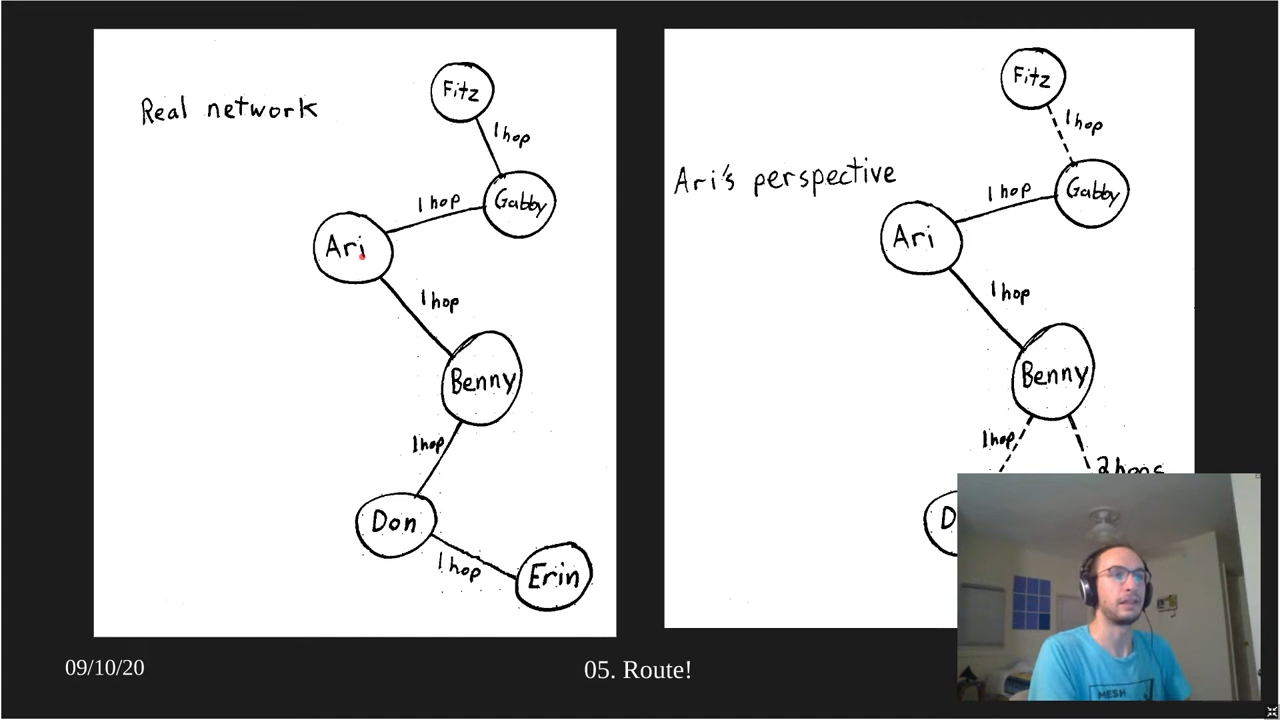 Real network
Fitz
1 hop
Gabby
1 hop
Ari
1 hop
Benny
1 hop
Don
1 hop
Erin
Ari's perspective
Fitz
1 hop
Gabby
1 hop
Ari
1 hop
Benny
1 hop
2 hops
D
MESH
09/10/20
05. Route!